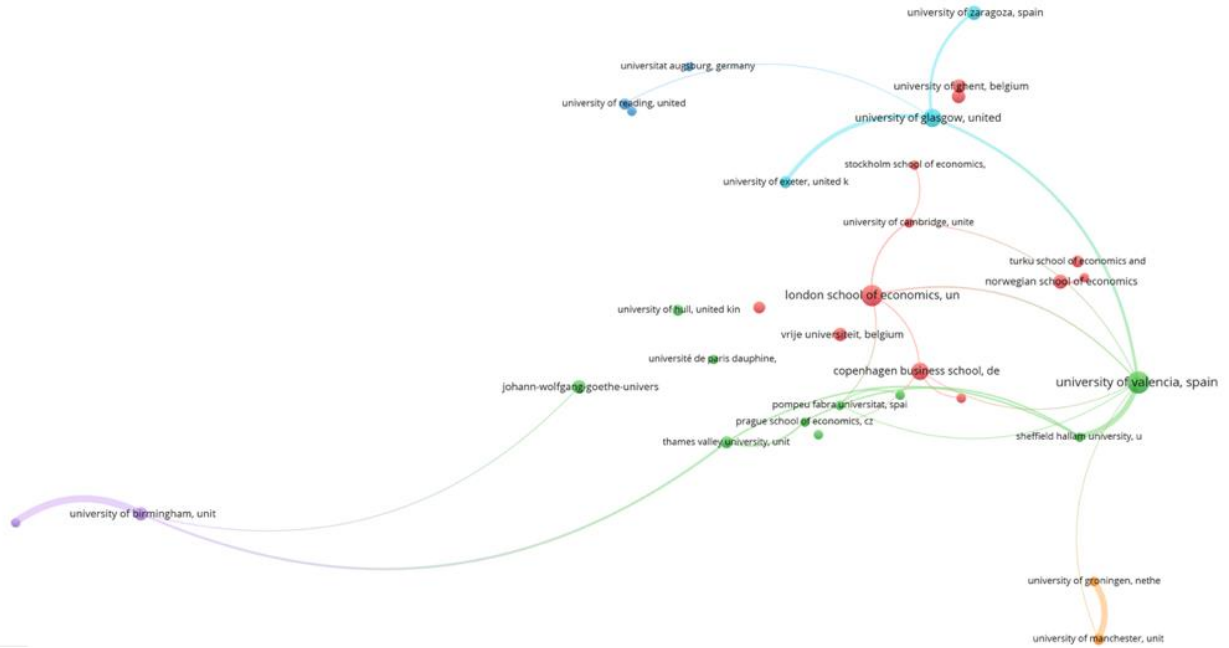 university of zaragoza, spain
universitat augsburg, germany
university of ghent, belgium
university of reading, united
university of glasgow, united
stockholm school of economics,
university of exeter, united k
university of cambridge, unite
turku school of economics and
norwegian school of economics
london school of economics, un
university of hull, united kin
vrije universiteit, belgium
université de paris dauphine,
copenhagen business school, de
university of valencia, spain
johann-wolfgang-goethe-univers
pompeu fabra universitat, spai
prague school of economics, cz
sheffield hallam university, u
thames valley university, unit
university of birmingham, unit
university of groningen, nethe
university of manchester, unit